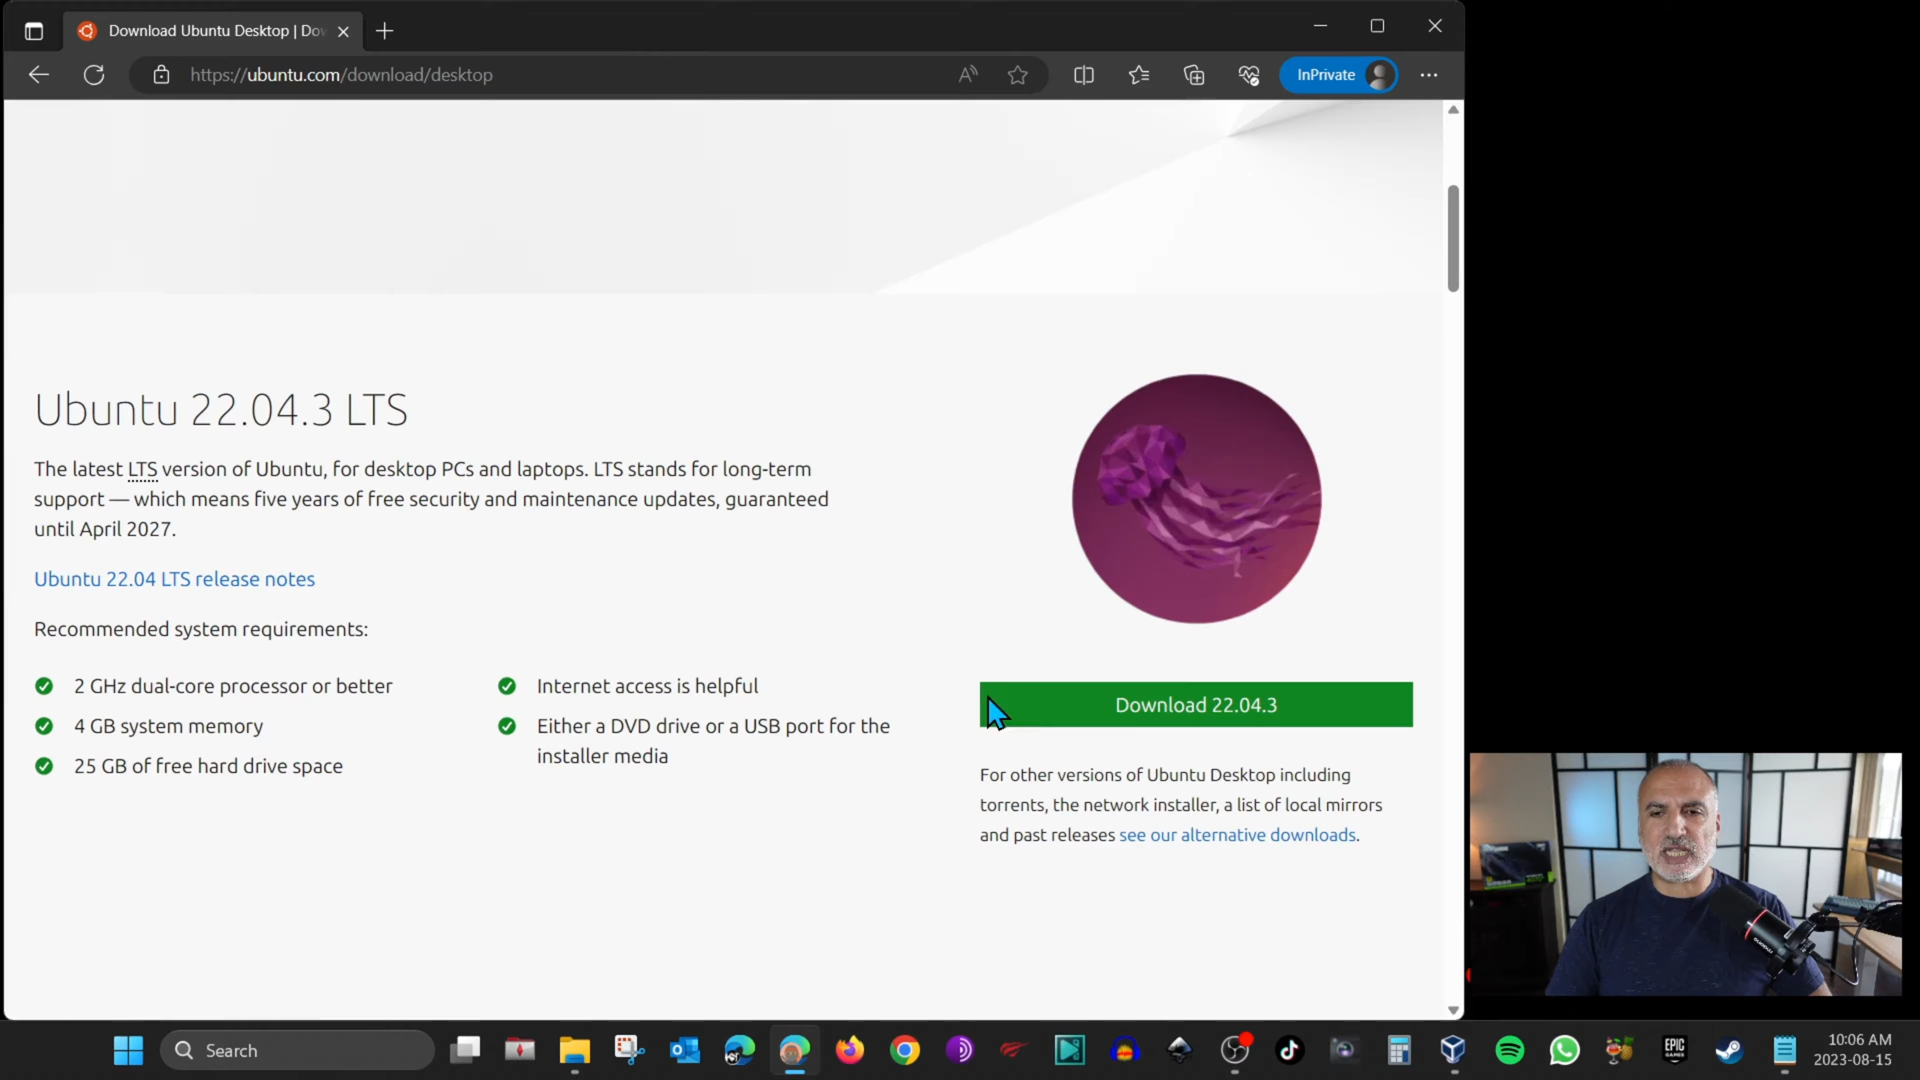 Download Ubuntu Desktop | Dow
https://ubuntu.com/download/desktop
InPrivate
Ubuntu 22.04.3 LTS
The latest LTS version of Ubuntu, for desktop PCs and laptops. LTS stands for long-term
support — which means five years of free security and maintenance updates, guaranteed
until April 2027.
Ubuntu 22.04 LTS release notes
Recommended system requirements:
2 GHz dual-core processor or better
4 GB system memory
25 GB of free hard drive space
Internet access is helpful
Either a DVD drive or a USB port for the
installer media
Download 22.04.3
For other versions of Ubuntu Desktop including
torrents, the network installer, a list of local mirrors
and past releases see our alternative downloads.
Search
EPIC
GAMES
10:06 AM
2023-08-15